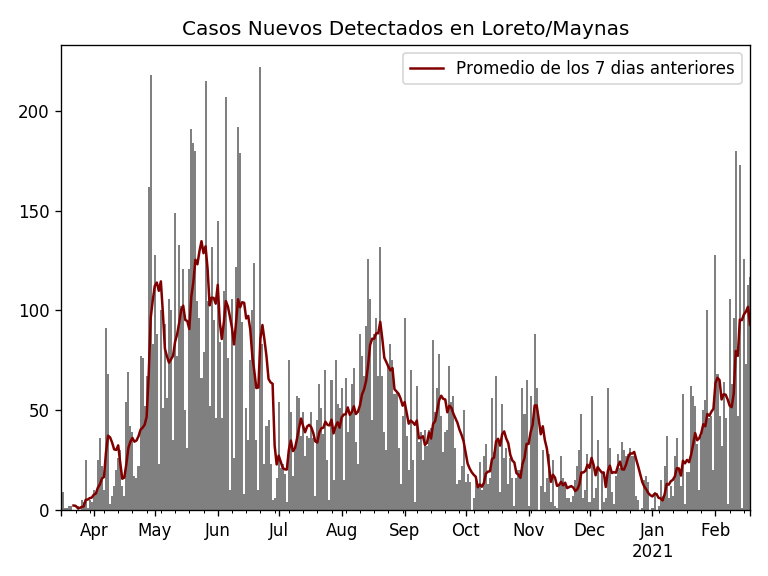 Casos Nuevos Detectados en Loreto/Maynas
Promedio de los 7 dias anteriores
200
150
100
50
0
Apr May Jun Jul Aug Sep Oct Nov Dec Jan Feb
2021